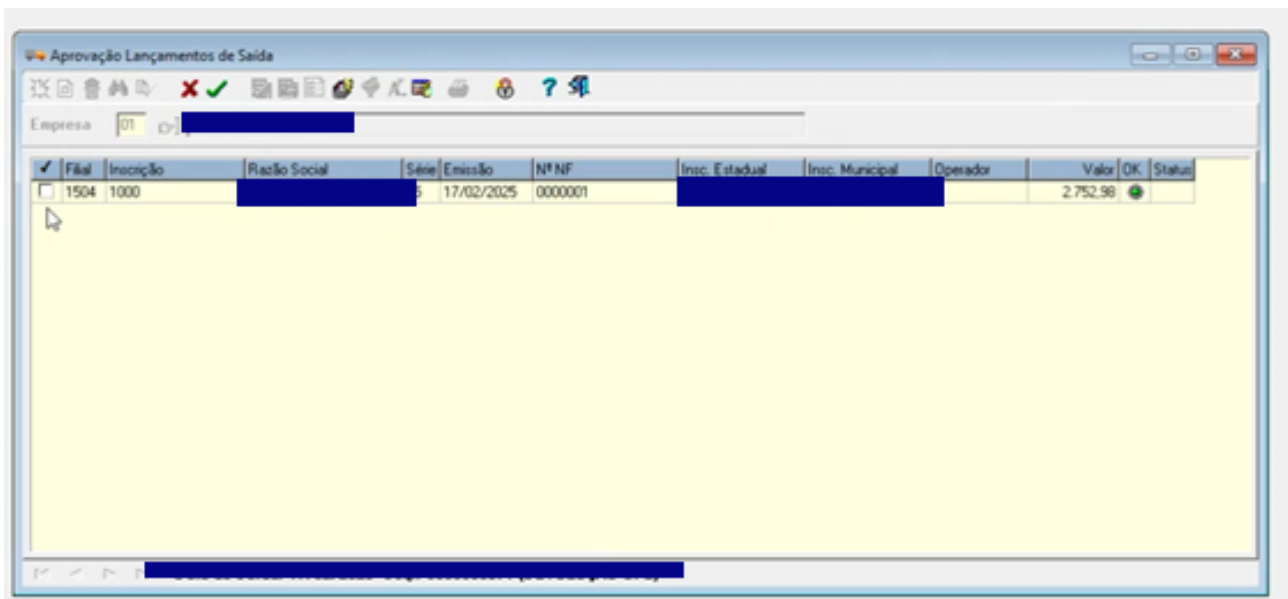 Aprovação Lançamentos de Saída
Empresa 01
Filial Inscrição Razão Social Série Emissão Nº NF Insc. Estadual Insc. Municipal Operador Valor OK Status
1504 1000 17/02/2025 0000001 2.752,98